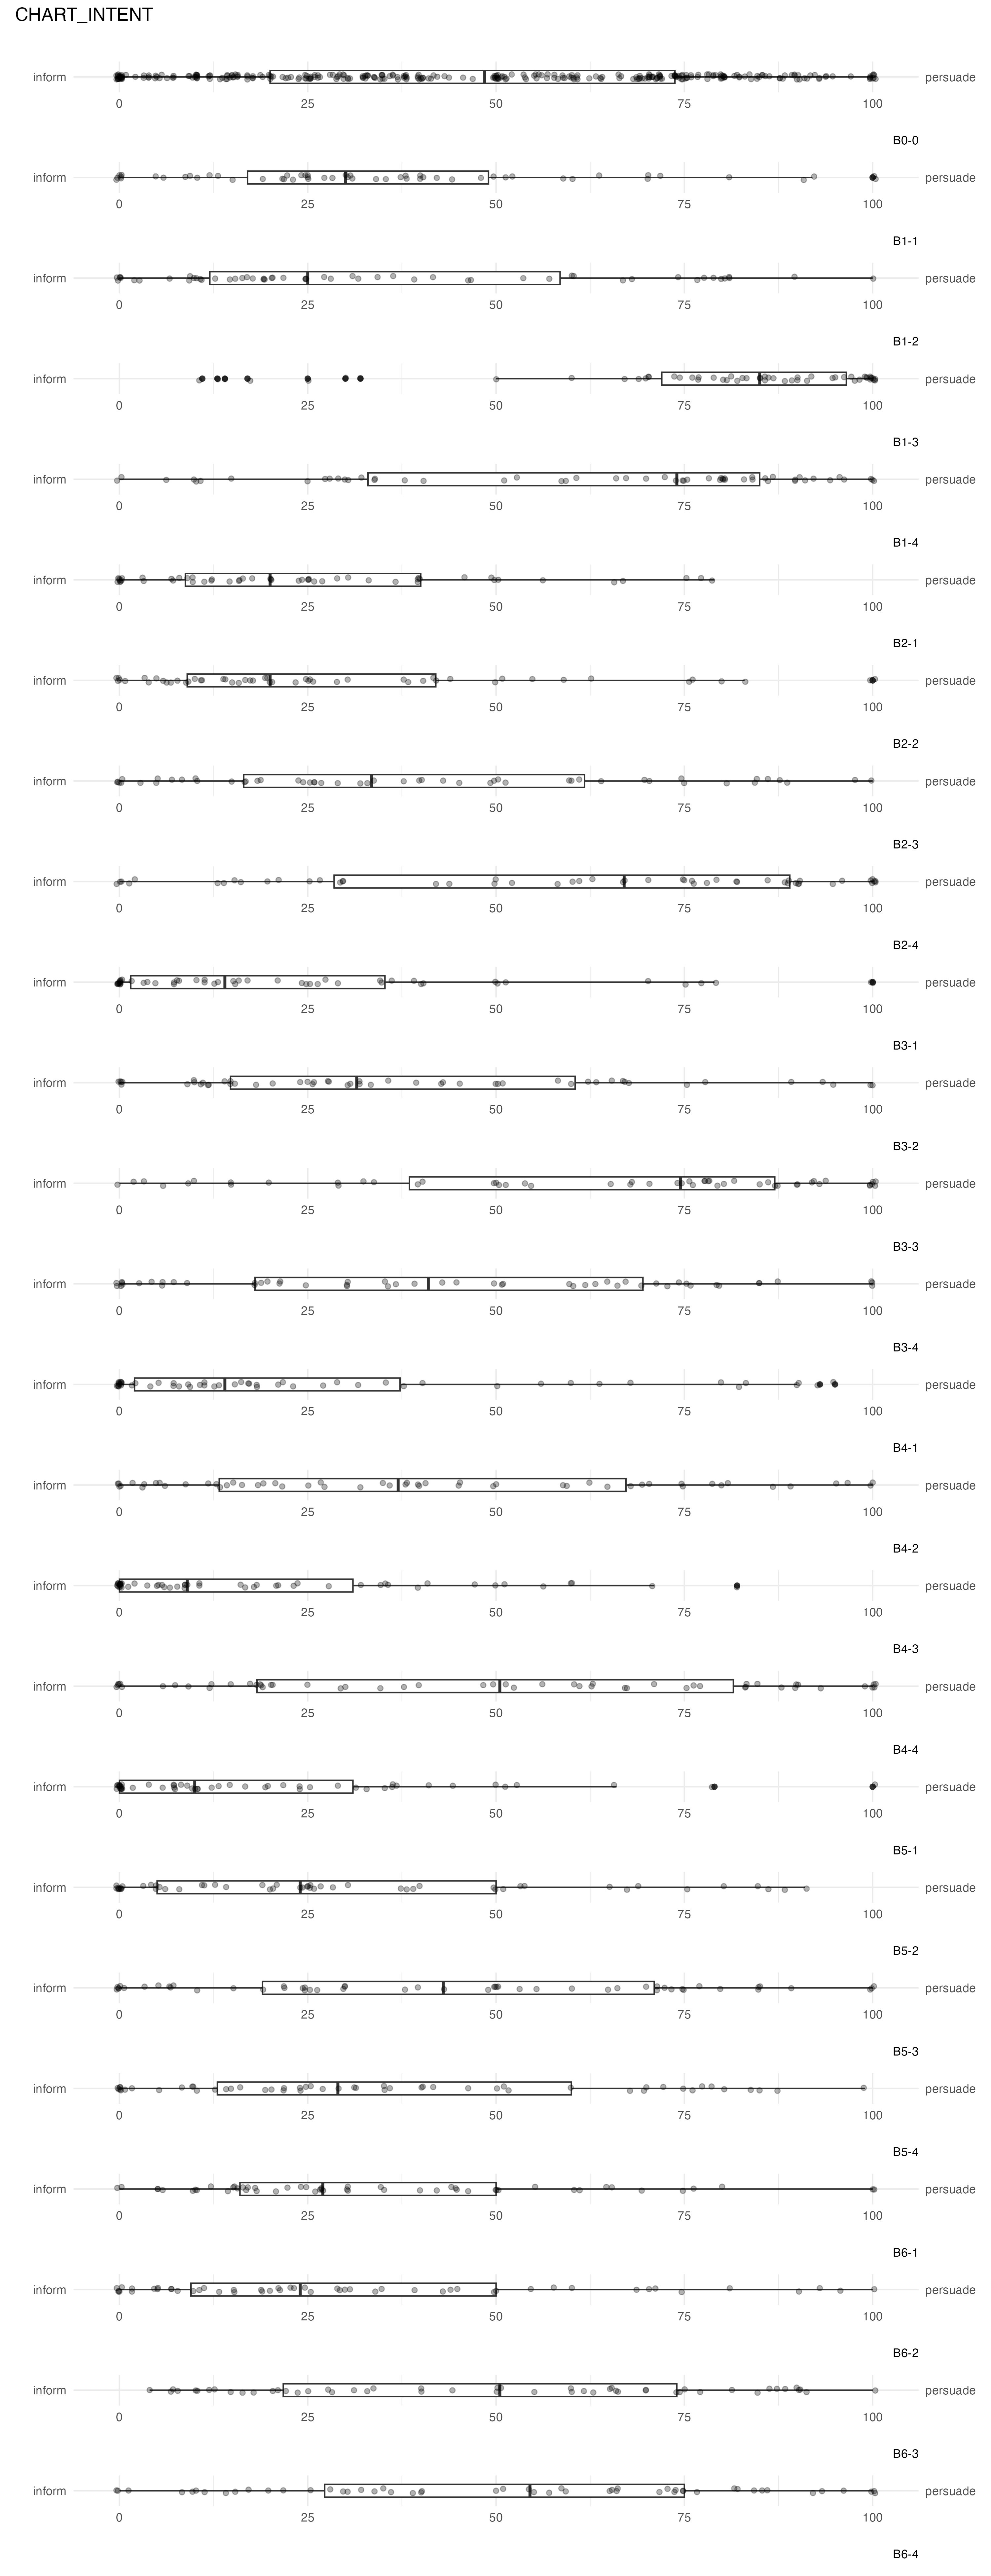 CHART_INTENT
inform persuade
0 25 50 75 100
B0-0
inform persuade
0 25 50 75 100
B1-1
inform persuade
0 25 50 75 100
B1-2
inform persuade
0 25 50 75 100
B1-3
inform persuade
0 25 50 75 100
B1-4
inform persuade
0 25 50 75 100
B2-1
inform persuade
0 25 50 75 100
B2-2
inform persuade
0 25 50 75 100
B2-3
inform persuade
0 25 50 75 100
B2-4
inform persuade
0 25 50 75 100
B3-1
inform persuade
0 25 50 75 100
B3-2
inform persuade
0 25 50 75 100
B3-3
inform persuade
0 25 50 75 100
B3-4
inform persuade
0 25 50 75 100
B4-1
inform persuade
0 25 50 75 100
B4-2
inform persuade
0 25 50 75 100
B4-3
inform persuade
0 25 50 75 100
B4-4
inform persuade
0 25 50 75 100
B5-1
inform persuade
0 25 50 75 100
B5-2
inform persuade
0 25 50 75 100
B5-3
inform persuade
0 25 50 75 100
B5-4
inform persuade
0 25 50 75 100
B6-1
inform persuade
0 25 50 75 100
B6-2
inform persuade
0 25 50 75 100
B6-3
inform persuade
0 25 50 75 100
B6-4